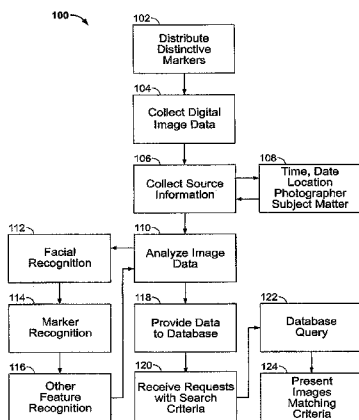 100
102
Distribute
Distinctive
Markers
104
Collect Digital
Image Data
106
Collect Source
Information
108
Time, Date
Location
Photographer
Subject Matter
110
Analyze Image
Data
112
Facial
Recognition
114
Marker
Recognition
116
Other
Feature
Recognition
118
Provide Data
to Database
120
Receive Requests
with Search
Criteria
122
Database
Query
124
Present
Images
Matching
Criteria